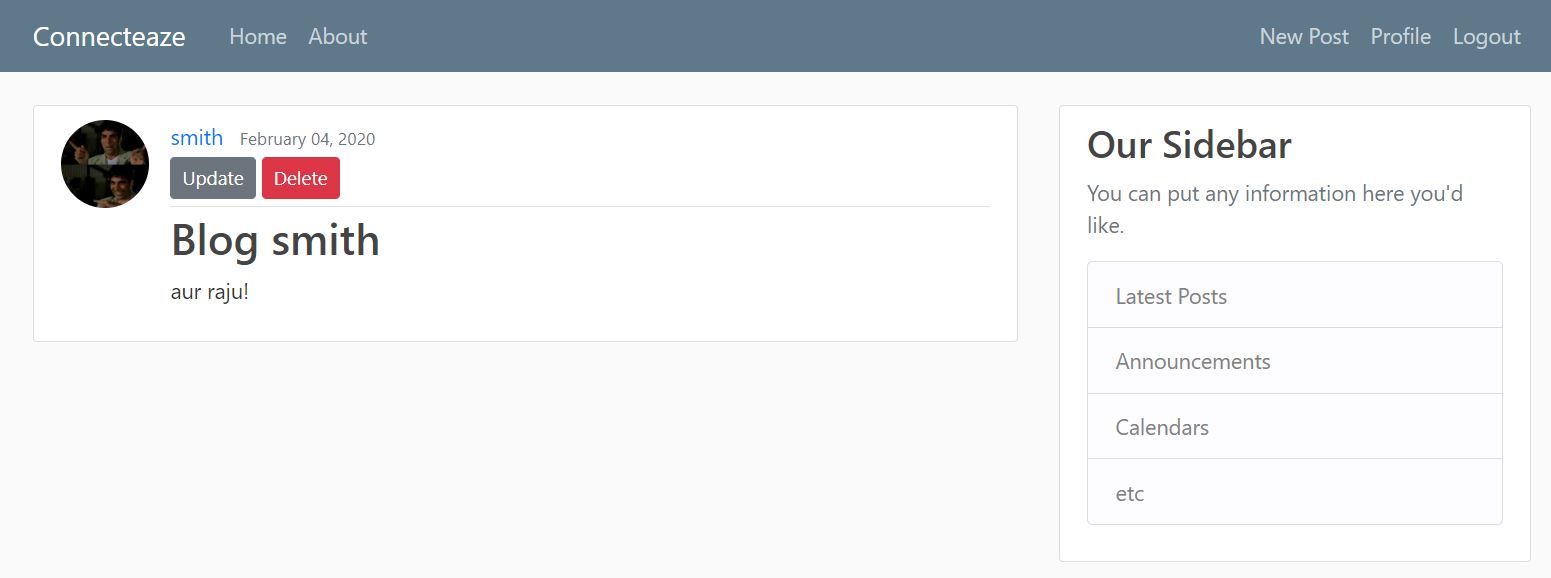 Connecteaze Home About New Post Profile Logout
smith February 04, 2020
Update Delete
Blog smith
aur raju!
Our Sidebar
You can put any information here you'd
like.
Latest Posts
Announcements
Calendars
etc